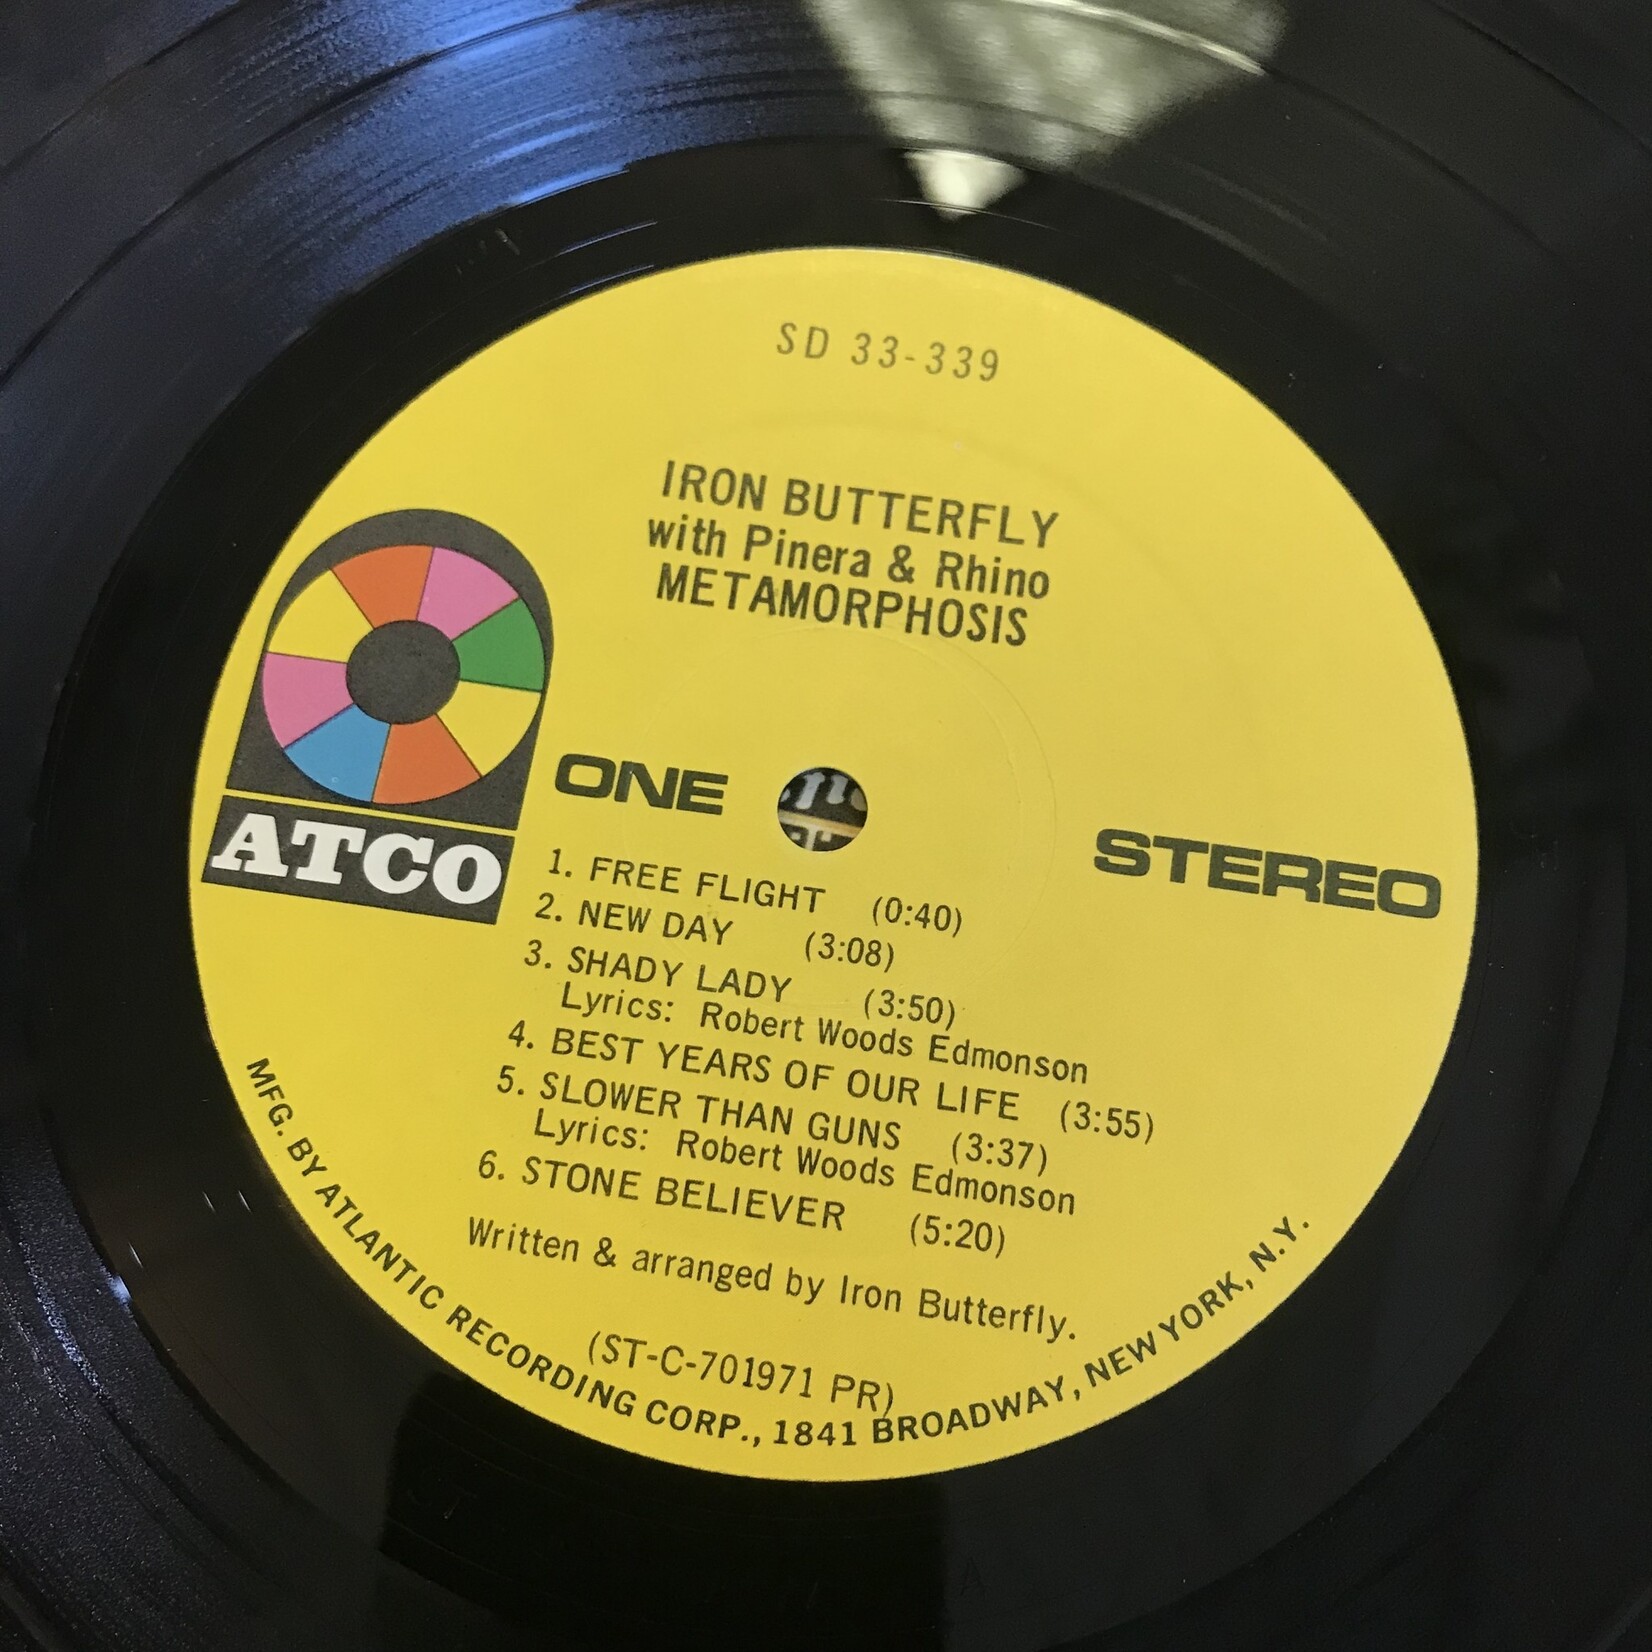 SD 33-339
IRON BUTTERFLY
with Pinera & Rhino
METAMORPHOSIS
ATCO
ONE
STEREO
1. FREE FLIGHT (0:40)
2. NEW DAY (3:08)
3. SHADY LADY (3:50)
Lyrics: Robert Woods Edmonson
4. BEST YEARS OF OUR LIFE (3:55)
5. SLOWER THAN GUNS (3:37)
Lyrics: Robert Woods Edmonson
6. STONE BELIEVER (5:20)
Written & arranged by Iron Butterfly.
(ST-C-701971 PR)
MFG. BY ATLANTIC RECORDING CORP., 1841 BROADWAY, NEW YORK, N.Y.